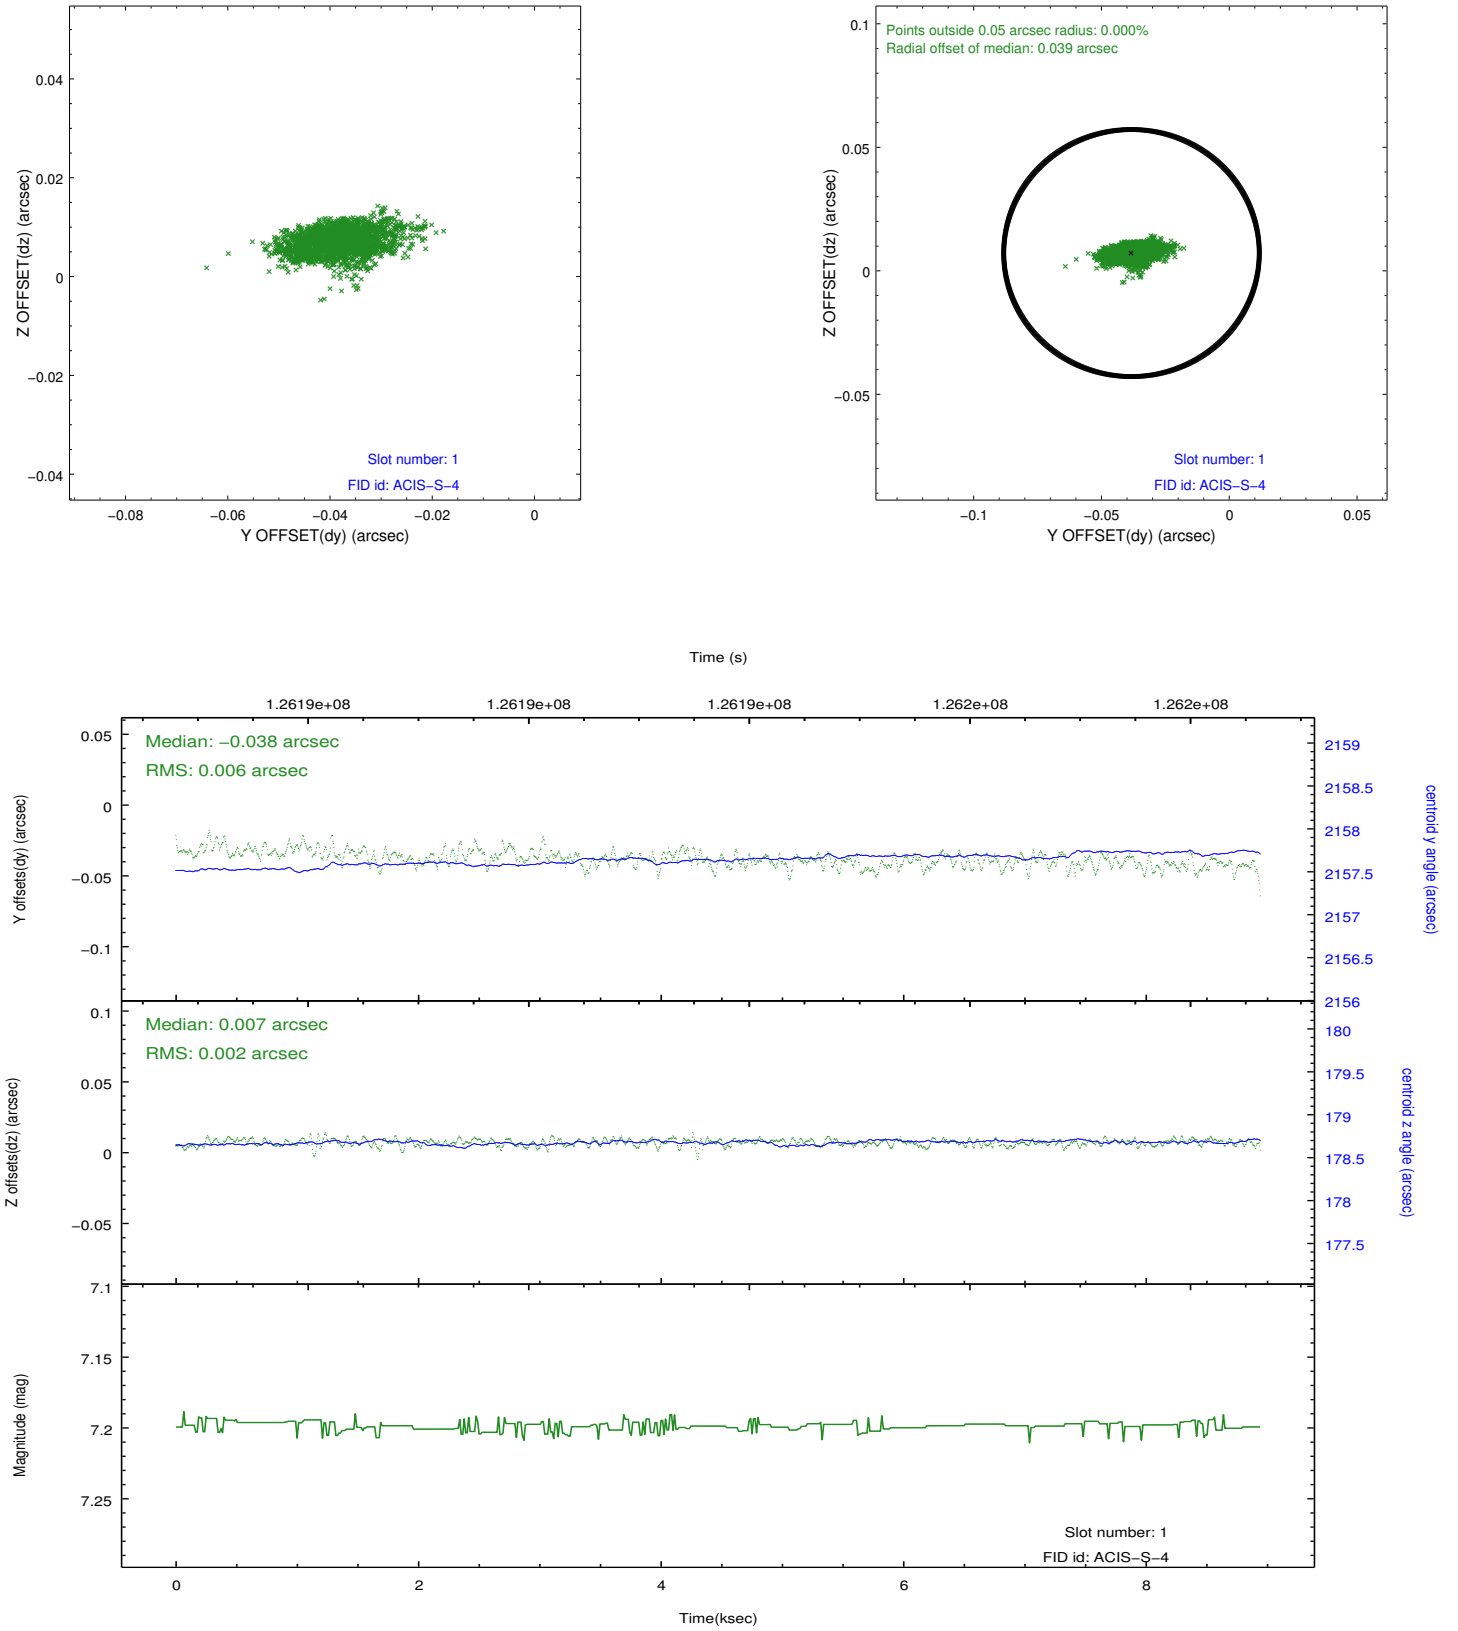 0.04
0.02
0
−0.02
−0.04
Z OFFSET(dz) (arcsec)
Slot number: 1
FID id: ACIS−S−4
−0.08
−0.06
−0.04
−0.02
0
Y OFFSET(dy) (arcsec)
Points outside 0.05 arcsec radius: 0.000%
Radial offset of median: 0.039 arcsec
0.1
0.05
0
−0.05
Z OFFSET(dz) (arcsec)
Slot number: 1
FID id: ACIS−S−4
−0.1
−0.05
0
0.05
Y OFFSET(dy) (arcsec)
Time (s)
1.2619e+08
1.2619e+08
1.2619e+08
1.262e+08
1.262e+08
Median: −0.038 arcsec
RMS: 0.006 arcsec
0.05
0
−0.05
−0.1
Y offsets(dy) (arcsec)
2159
2158.5
2158
2157.5
2157
2156.5
2156
centroid y angle (arcsec)
Median: 0.007 arcsec
RMS: 0.002 arcsec
0.1
0.05
0
−0.05
Z offsets(dz) (arcsec)
180
179.5
179
178.5
178
177.5
centroid z angle (arcsec)
7.1
7.15
7.2
7.25
Magnitude (mag)
Slot number: 1
FID id: ACIS−S−4
0
2
4
6
8
Time(ksec)